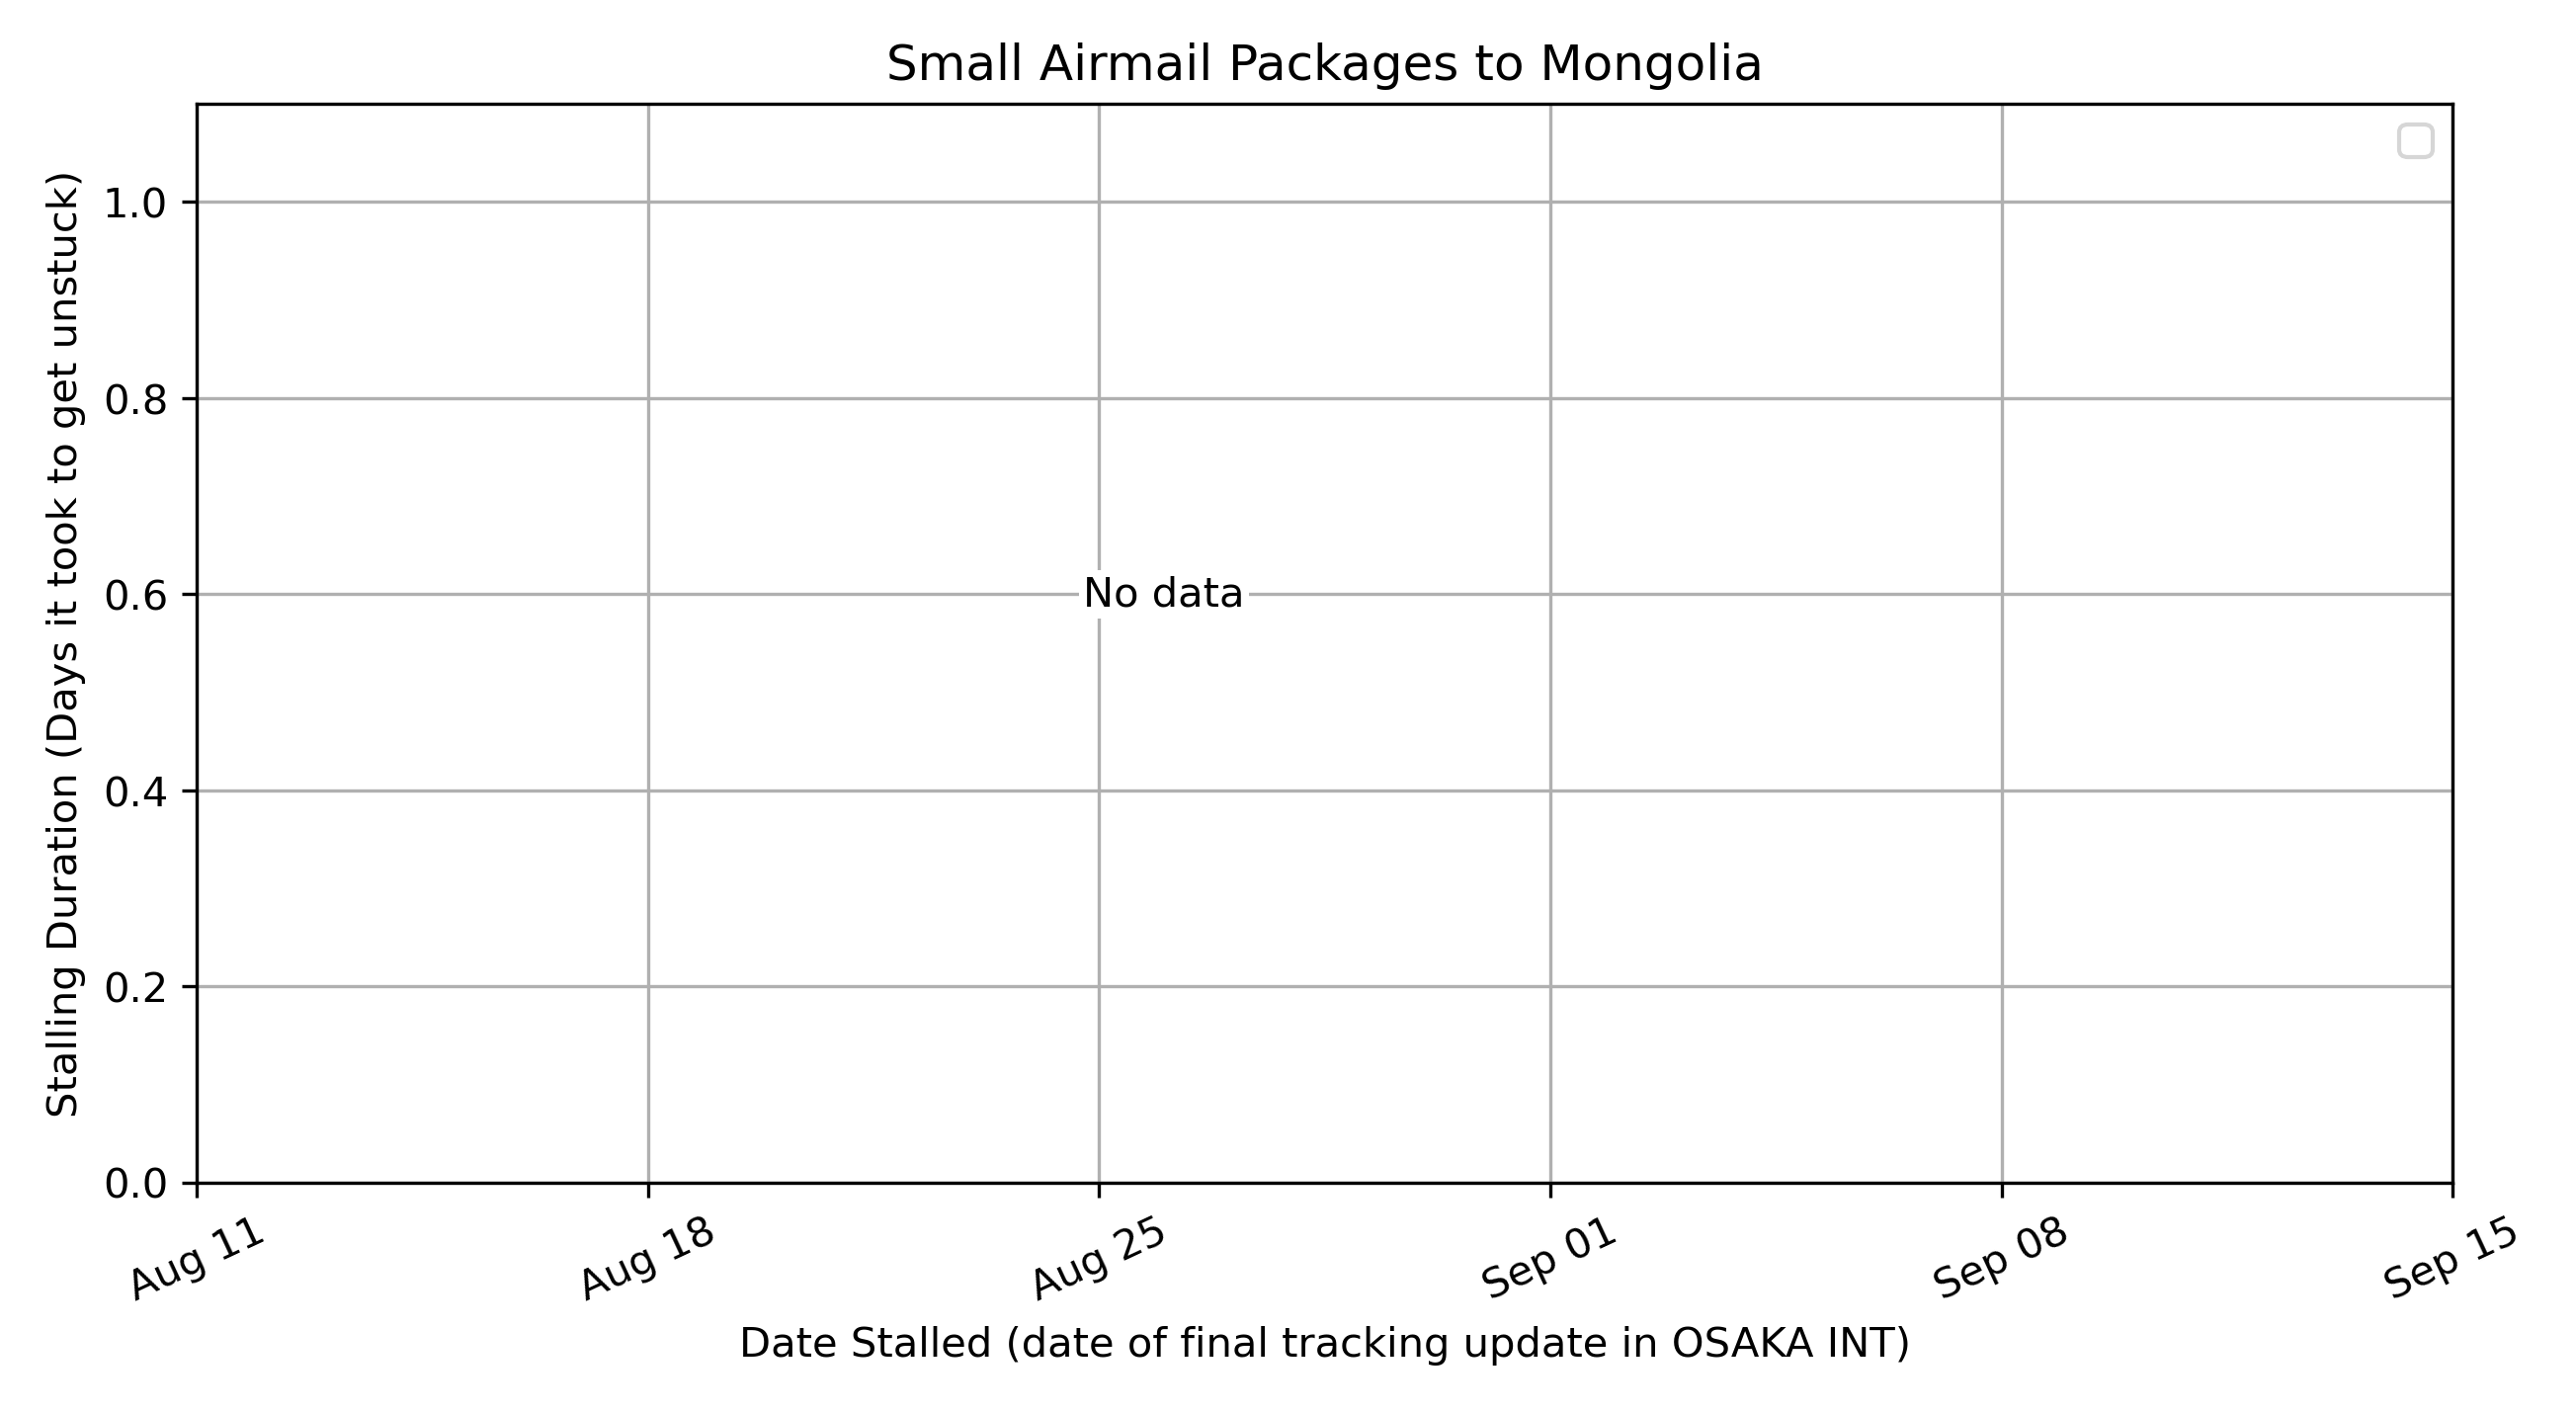 Small Airmail Packages to Mongolia
Stalling Duration (Days it took to get unstuck)
1.0
0.8
0.6
0.4
0.2
0.0
No data
Aug 11
Aug 18
Aug 25
Sep 01
Sep 08
Sep 15
Date Stalled (date of final tracking update in OSAKA INT)